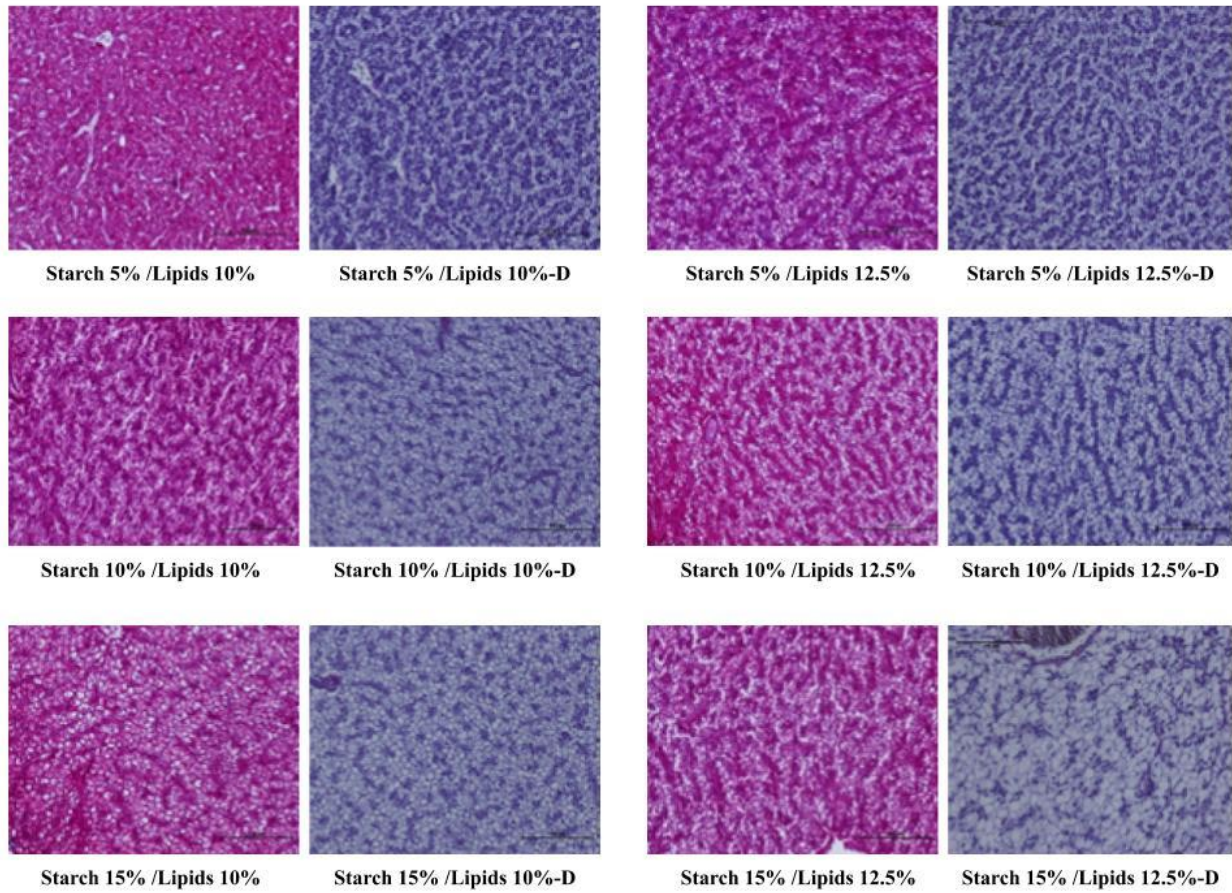 Starch 5% /Lipids 10%
Starch 5% /Lipids 10%-D
Starch 5% /Lipids 12.5%
Starch 5% /Lipids 12.5%-D
Starch 10% /Lipids 10%
Starch 10% /Lipids 10%-D
Starch 10% /Lipids 12.5%
Starch 10% /Lipids 12.5%-D
Starch 15% /Lipids 10%
Starch 15% /Lipids 10%-D
Starch 15% /Lipids 12.5%
Starch 15% /Lipids 12.5%-D